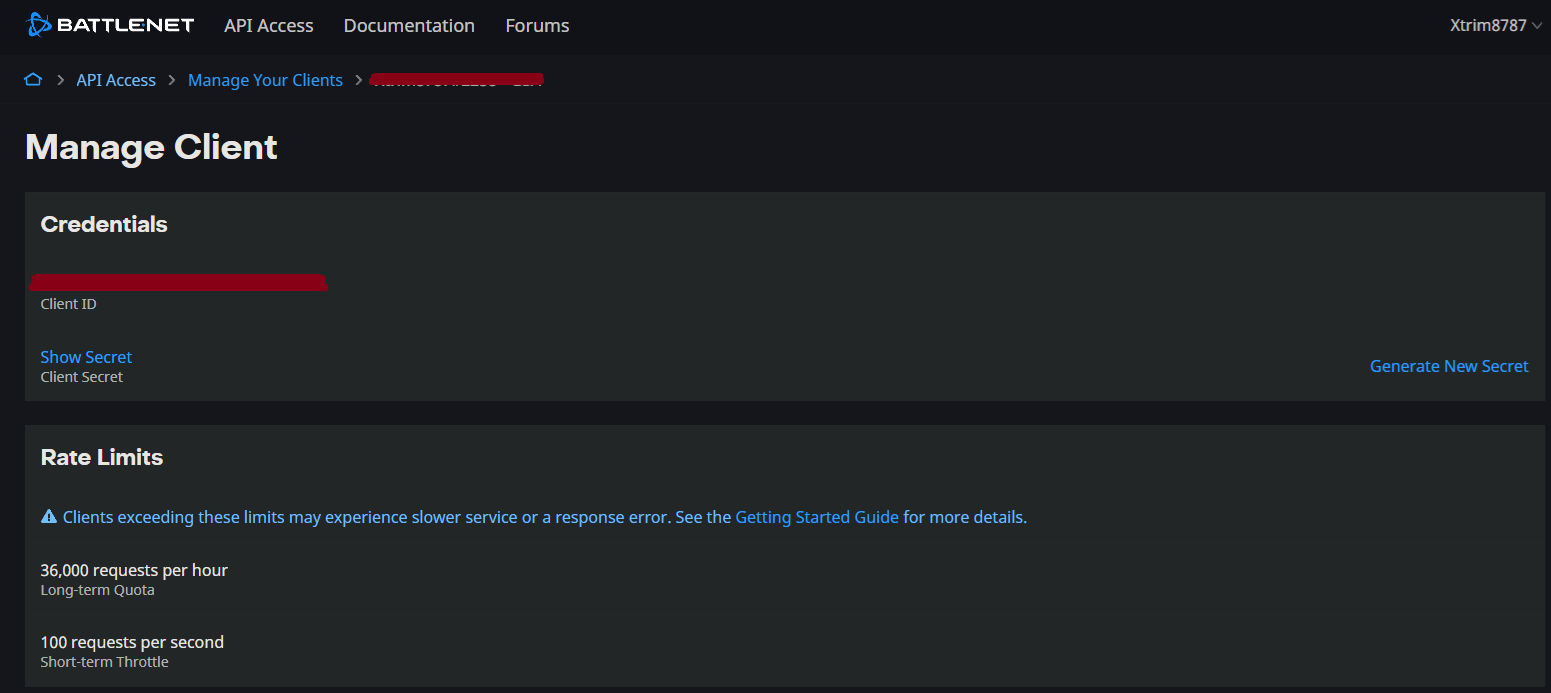 BATTLE.NET API Access Documentation Forums Xtrim8787
API Access > Manage Your Clients >
Manage Client
Credentials
Client ID
Show Secret
Client Secret
Generate New Secret
Rate Limits
Clients exceeding these limits may experience slower service or a response error. See the Getting Started Guide for more details.
36,000 requests per hour
Long-term Quota
100 requests per second
Short-term Throttle